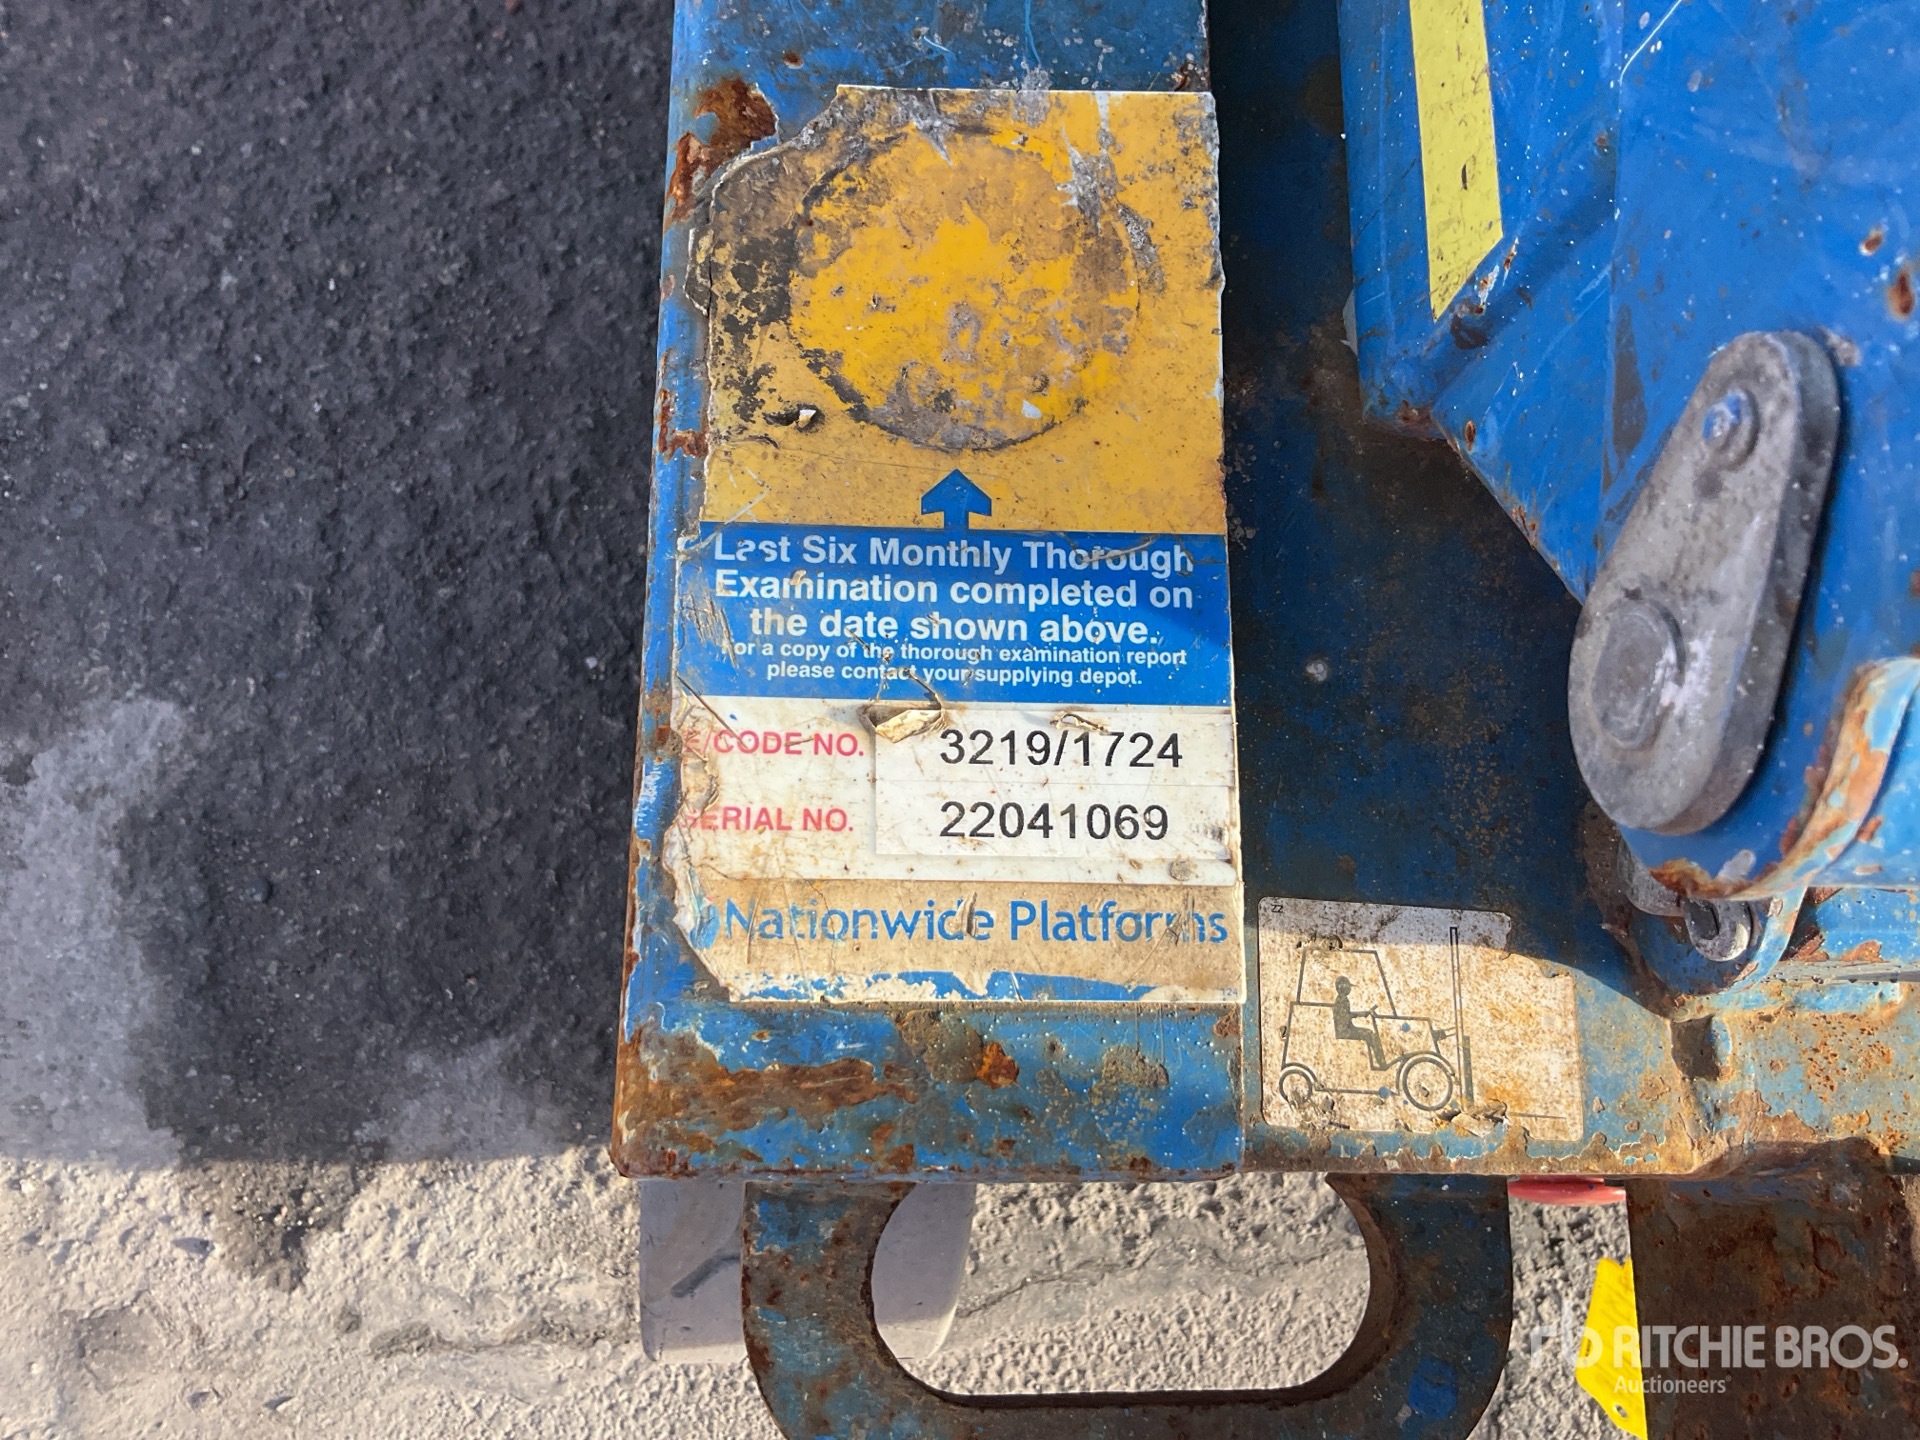 Last Six Monthly Thorough
Examination completed on
the date shown above.
For a copy of the thorough examination report
please contact your supplying depot.
/CODE NO. 3219/1724
SERIAL NO. 22041069
Nationwide Platforms
ZZ
RITCHIE BROS.
Auctioneers